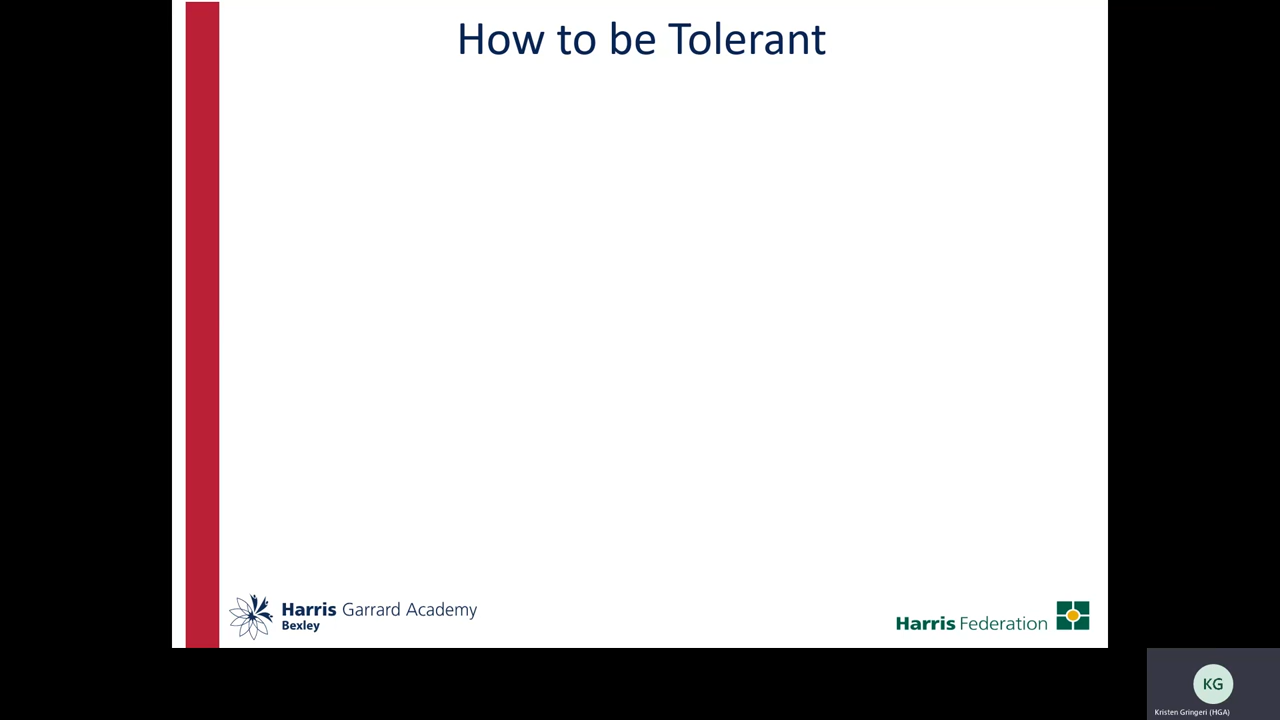 How to be Tolerant
Harris Garrard Academy
Bexley
Harris Federation
KG
Kristen Gringeri (HGA)